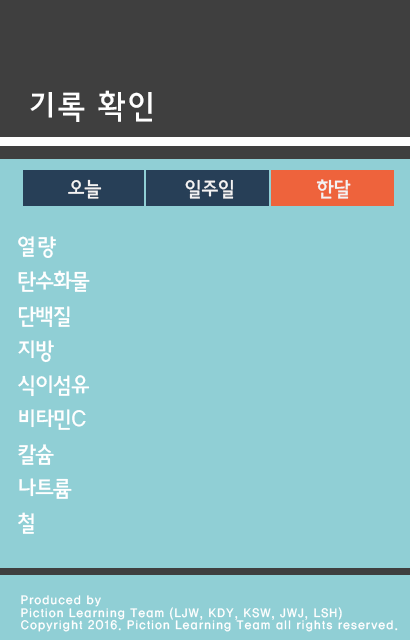 기록 확인
오늘 일주일 한달
열량
탄수화물
단백질
지방
식이섬유
비타민C
칼슘
나트륨
철
Produced by
Piction Learning Team (LJW, KDY, KSW, JWJ, LSH)
Copyright 2016. Piction Learning Team all rights reserved.